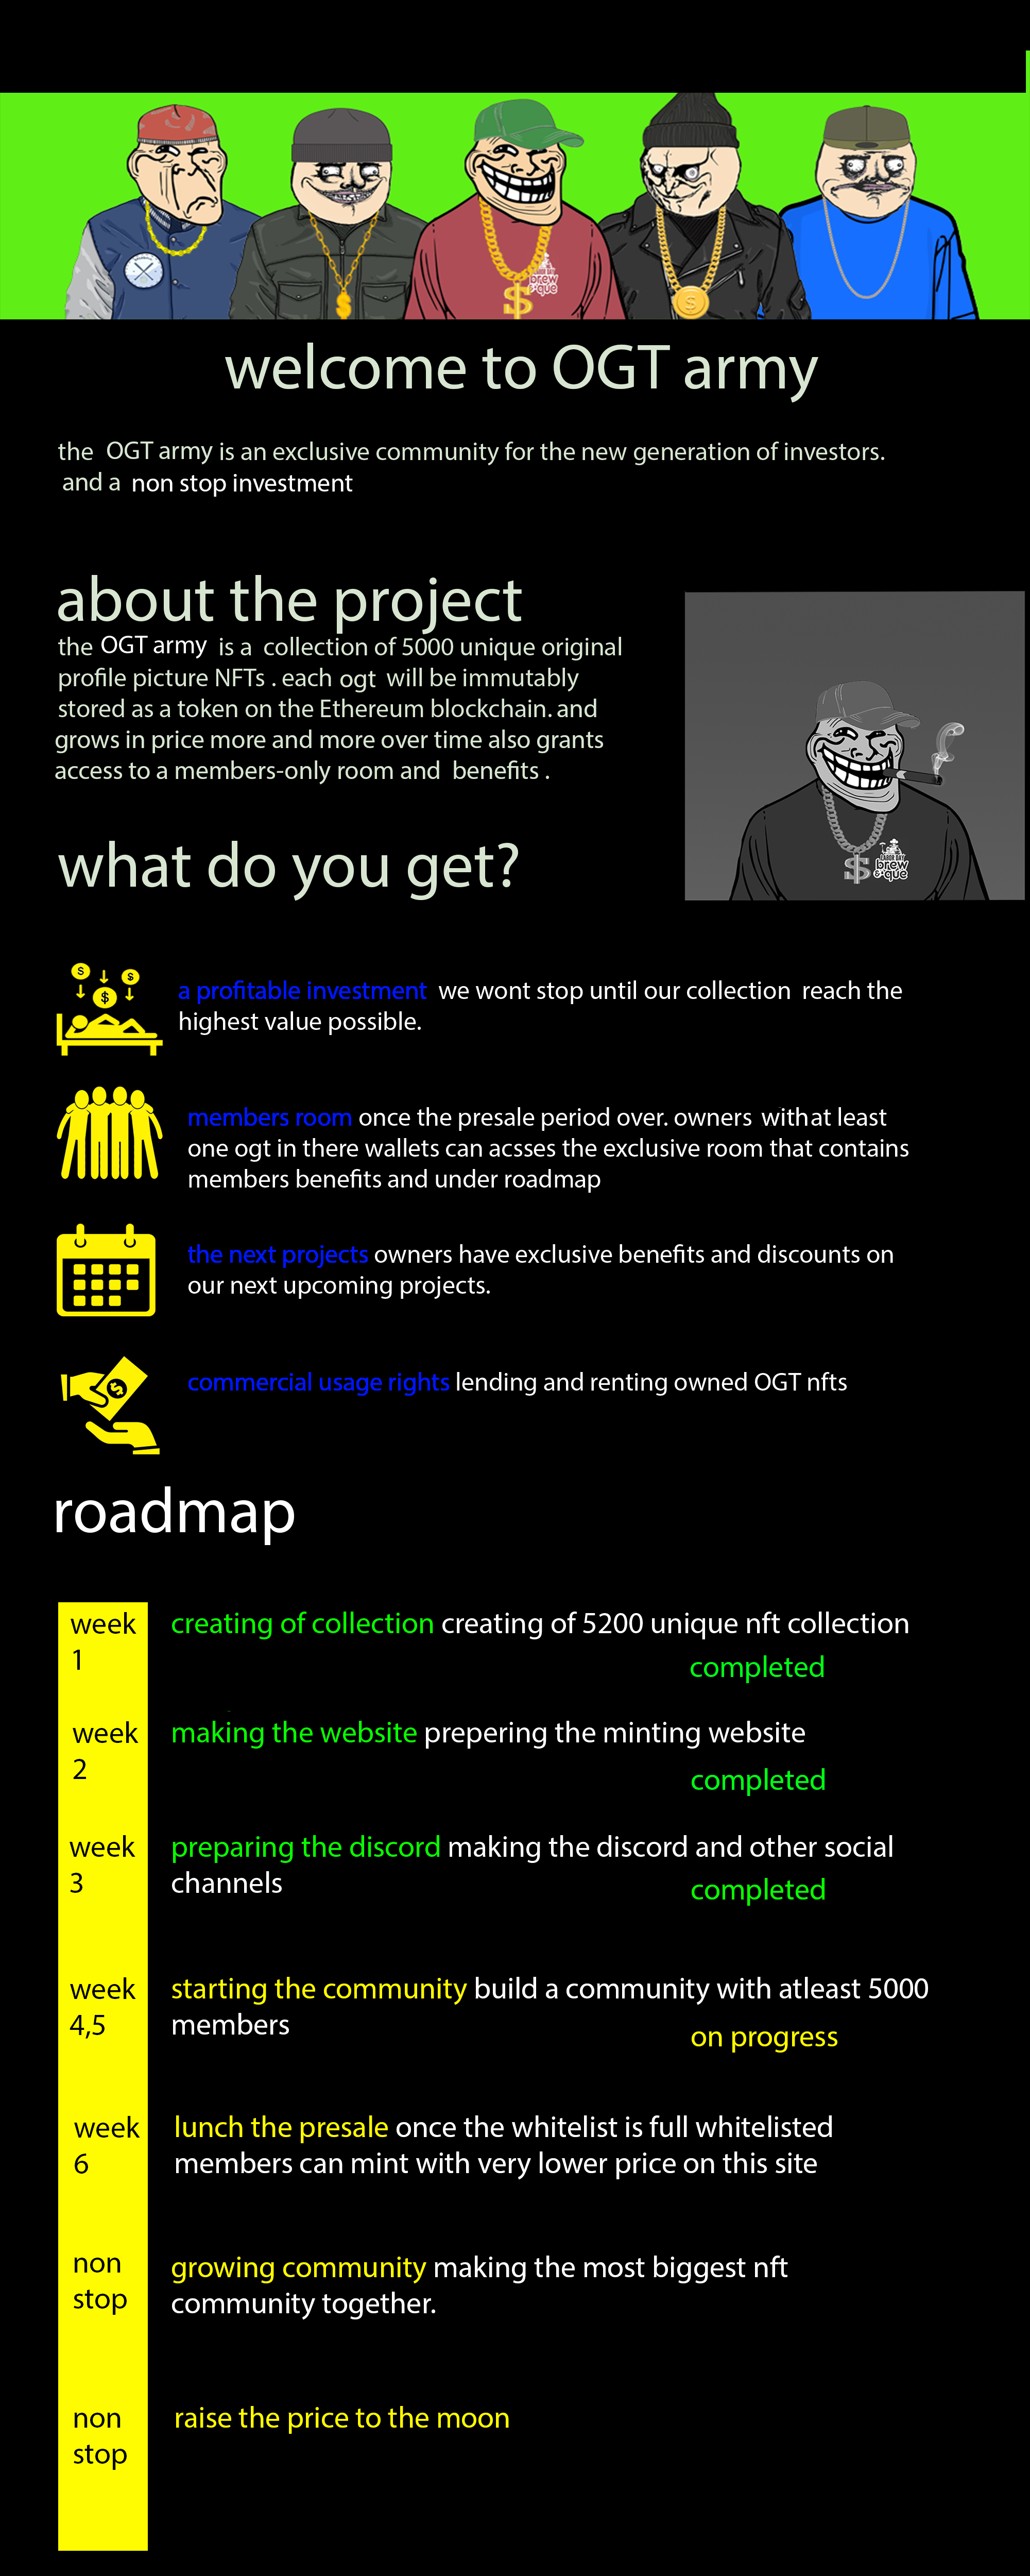 brew
&que
welcome to OGT army
the OGT army is an exclusive community for the new generation of investors.
and a non stop investment
about the project
the OGT army is a collection of 5000 unique original
profile picture NFTs . each ogt will be immutably
stored as a token on the Ethereum blockchain. and
grows in price more and more over time also grants
access to a members-only room and benefits .
brew
&que
what do you get?
a profitable investment we wont stop until our collection reach the
highest value possible.
members room once the presale period over. owners with at least
one ogt in there wallets can acsses the exclusive room that contains
members benefits and under roadmap
the next projects owners have exclusive benefits and discounts on
our next upcoming projects.
commercial usage rights lending and renting owned OGT nfts
roadmap
week
1
creating of collection creating of 5200 unique nft collection
completed
week
2
making the website prepering the minting website
completed
week
3
preparing the discord making the discord and other social
channels
completed
week
4,5
starting the community build a community with atleast 5000
members
on progress
week
6
lunch the presale once the whitelist is full whitelisted
members can mint with very lower price on this site
non
stop
growing community making the most biggest nft
community together.
non
stop
raise the price to the moon